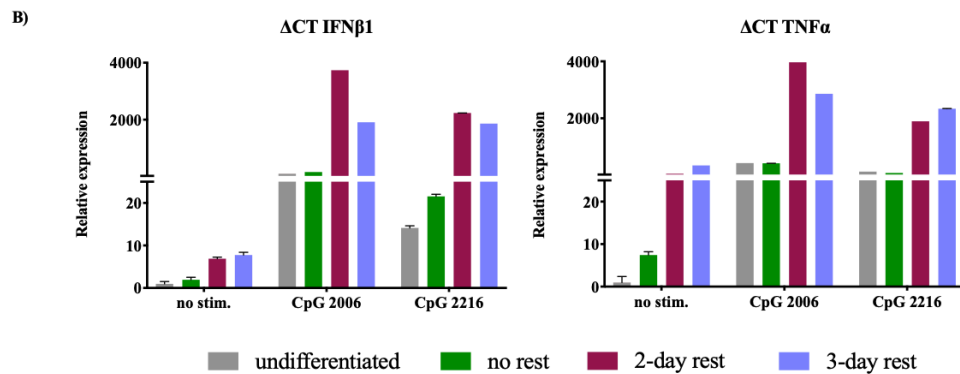 B)
ΔCT IFNβ1
Relative expression
4000
2000
20
10
0
no stim.
CpG 2006
CpG 2216
ΔCT TNFα
Relative expression
4000
2000
20
10
0
no stim.
CpG 2006
CpG 2216
undifferentiated
no rest
2-day rest
3-day rest